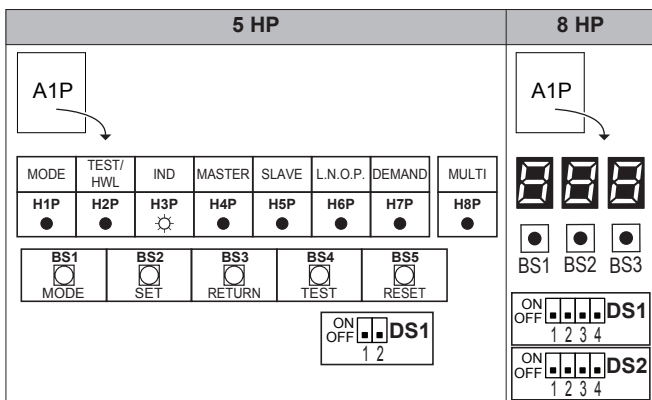 5 HP
8 HP
A1P
A1P
MODE TEST/HWL IND MASTER SLAVE L.N.O.P. DEMAND MULTI
H1P H2P H3P H4P H5P H6P H7P H8P
BS1 BS2 BS3 BS4 BS5
MODE SET RETURN TEST RESET
ON
OFF DS1
1 2
888
BS1 BS2 BS3
ON
OFF DS1
1 2 3 4
ON
OFF DS2
1 2 3 4